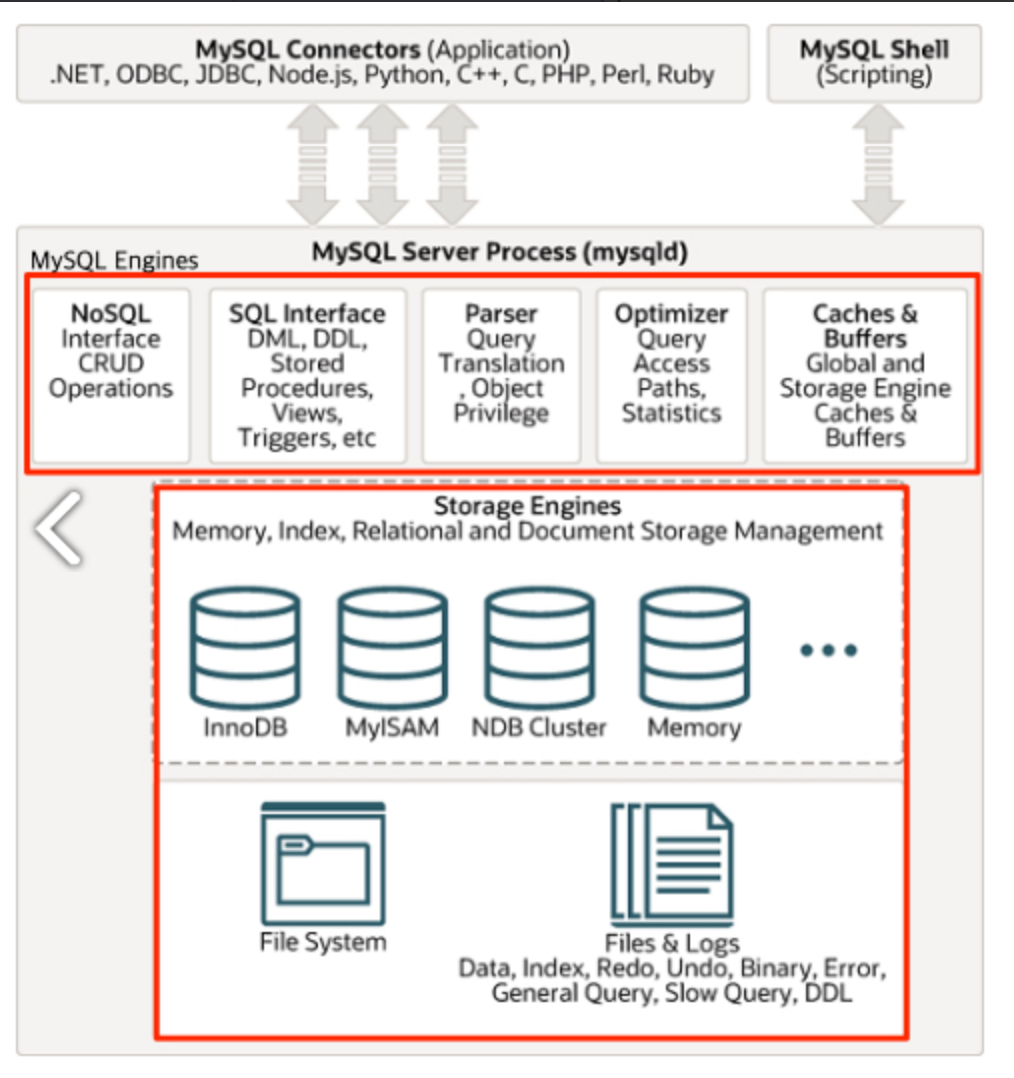 MySQL Connectors (Application)
.NET, ODBC, JDBC, Node.js, Python, C++, C, PHP, Perl, Ruby
MySQL Shell
(Scripting)
MySQL Server Process (mysqld)
MySQL Engines
NoSQL
Interface
CRUD
Operations
SQL Interface
DML, DDL,
Stored
Procedures,
Views,
Triggers, etc
Parser
Query
Translation
, Object
Privilege
Optimizer
Query
Access
Paths,
Statistics
Caches &
Buffers
Global and
Storage Engine
Caches &
Buffers
Storage Engines
Memory, Index, Relational and Document Storage Management
InnoDB
MyISAM
NDB Cluster
Memory
File System
Files & Logs
Data, Index, Redo, Undo, Binary, Error,
General Query, Slow Query, DDL